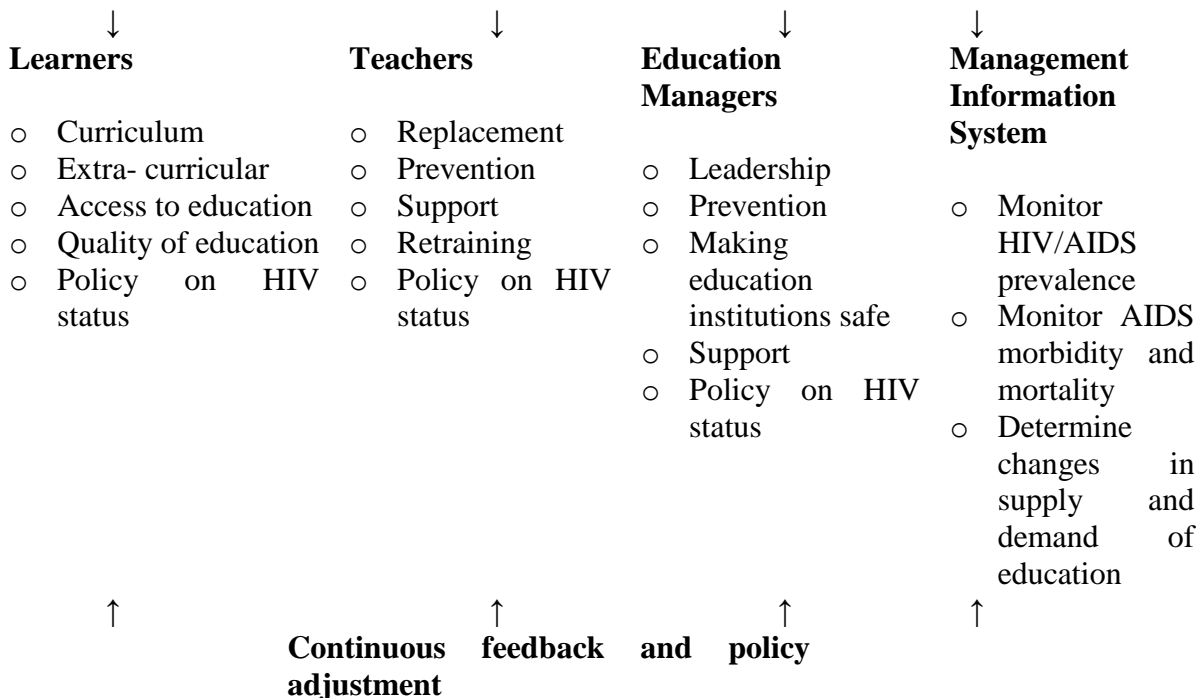 ↓ ↓ ↓ ↓
Learners
o Curriculum
o Extra- curricular
o Access to education
o Quality of education
o Policy on HIV
status
Teachers
o Replacement
o Prevention
o Support
o Retraining
o Policy on HIV
status
Education
Managers
o Leadership
o Prevention
o Making
education
institutions safe
o Support
o Policy on HIV
status
Management
Information
System
o Monitor
HIV/AIDS
prevalence
o Monitor AIDS
morbidity and
mortality
o Determine
changes in
supply and
demand of
education
↑ ↑ ↑ ↑
Continuous feedback and policy
adjustment